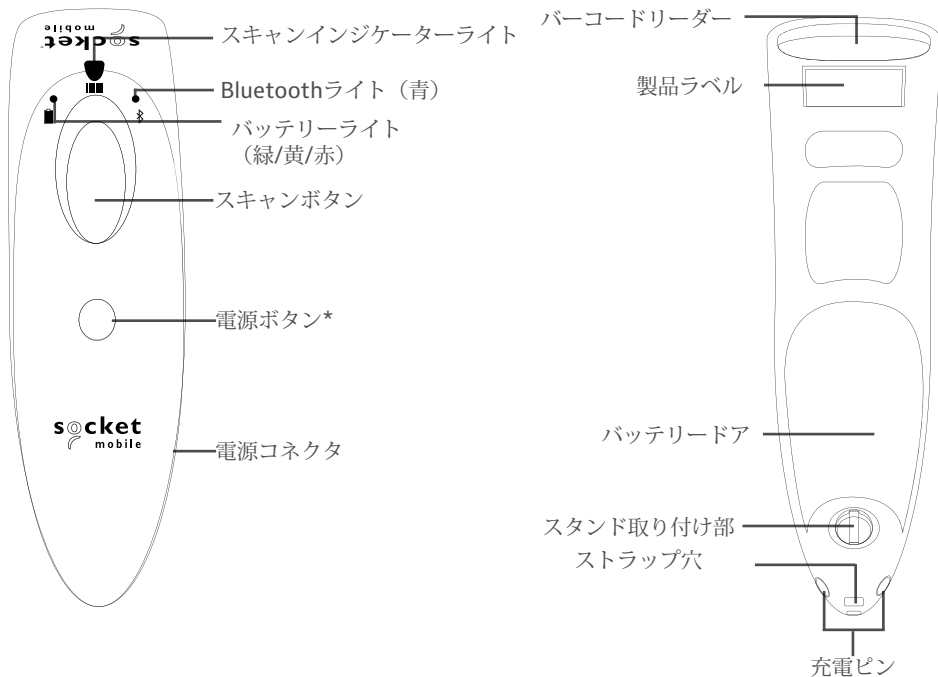 socket
mobile
スキャンインジケーターライト
Bluetoothライト（青）
バッテリーライト
（緑/黄/赤）
スキャンボタン
電源ボタン*
socket
mobile
電源コネクタ
バーコードリーダー
製品ラベル
バッテリードア
スタンド取り付け部
ストラップ穴
充電ピン